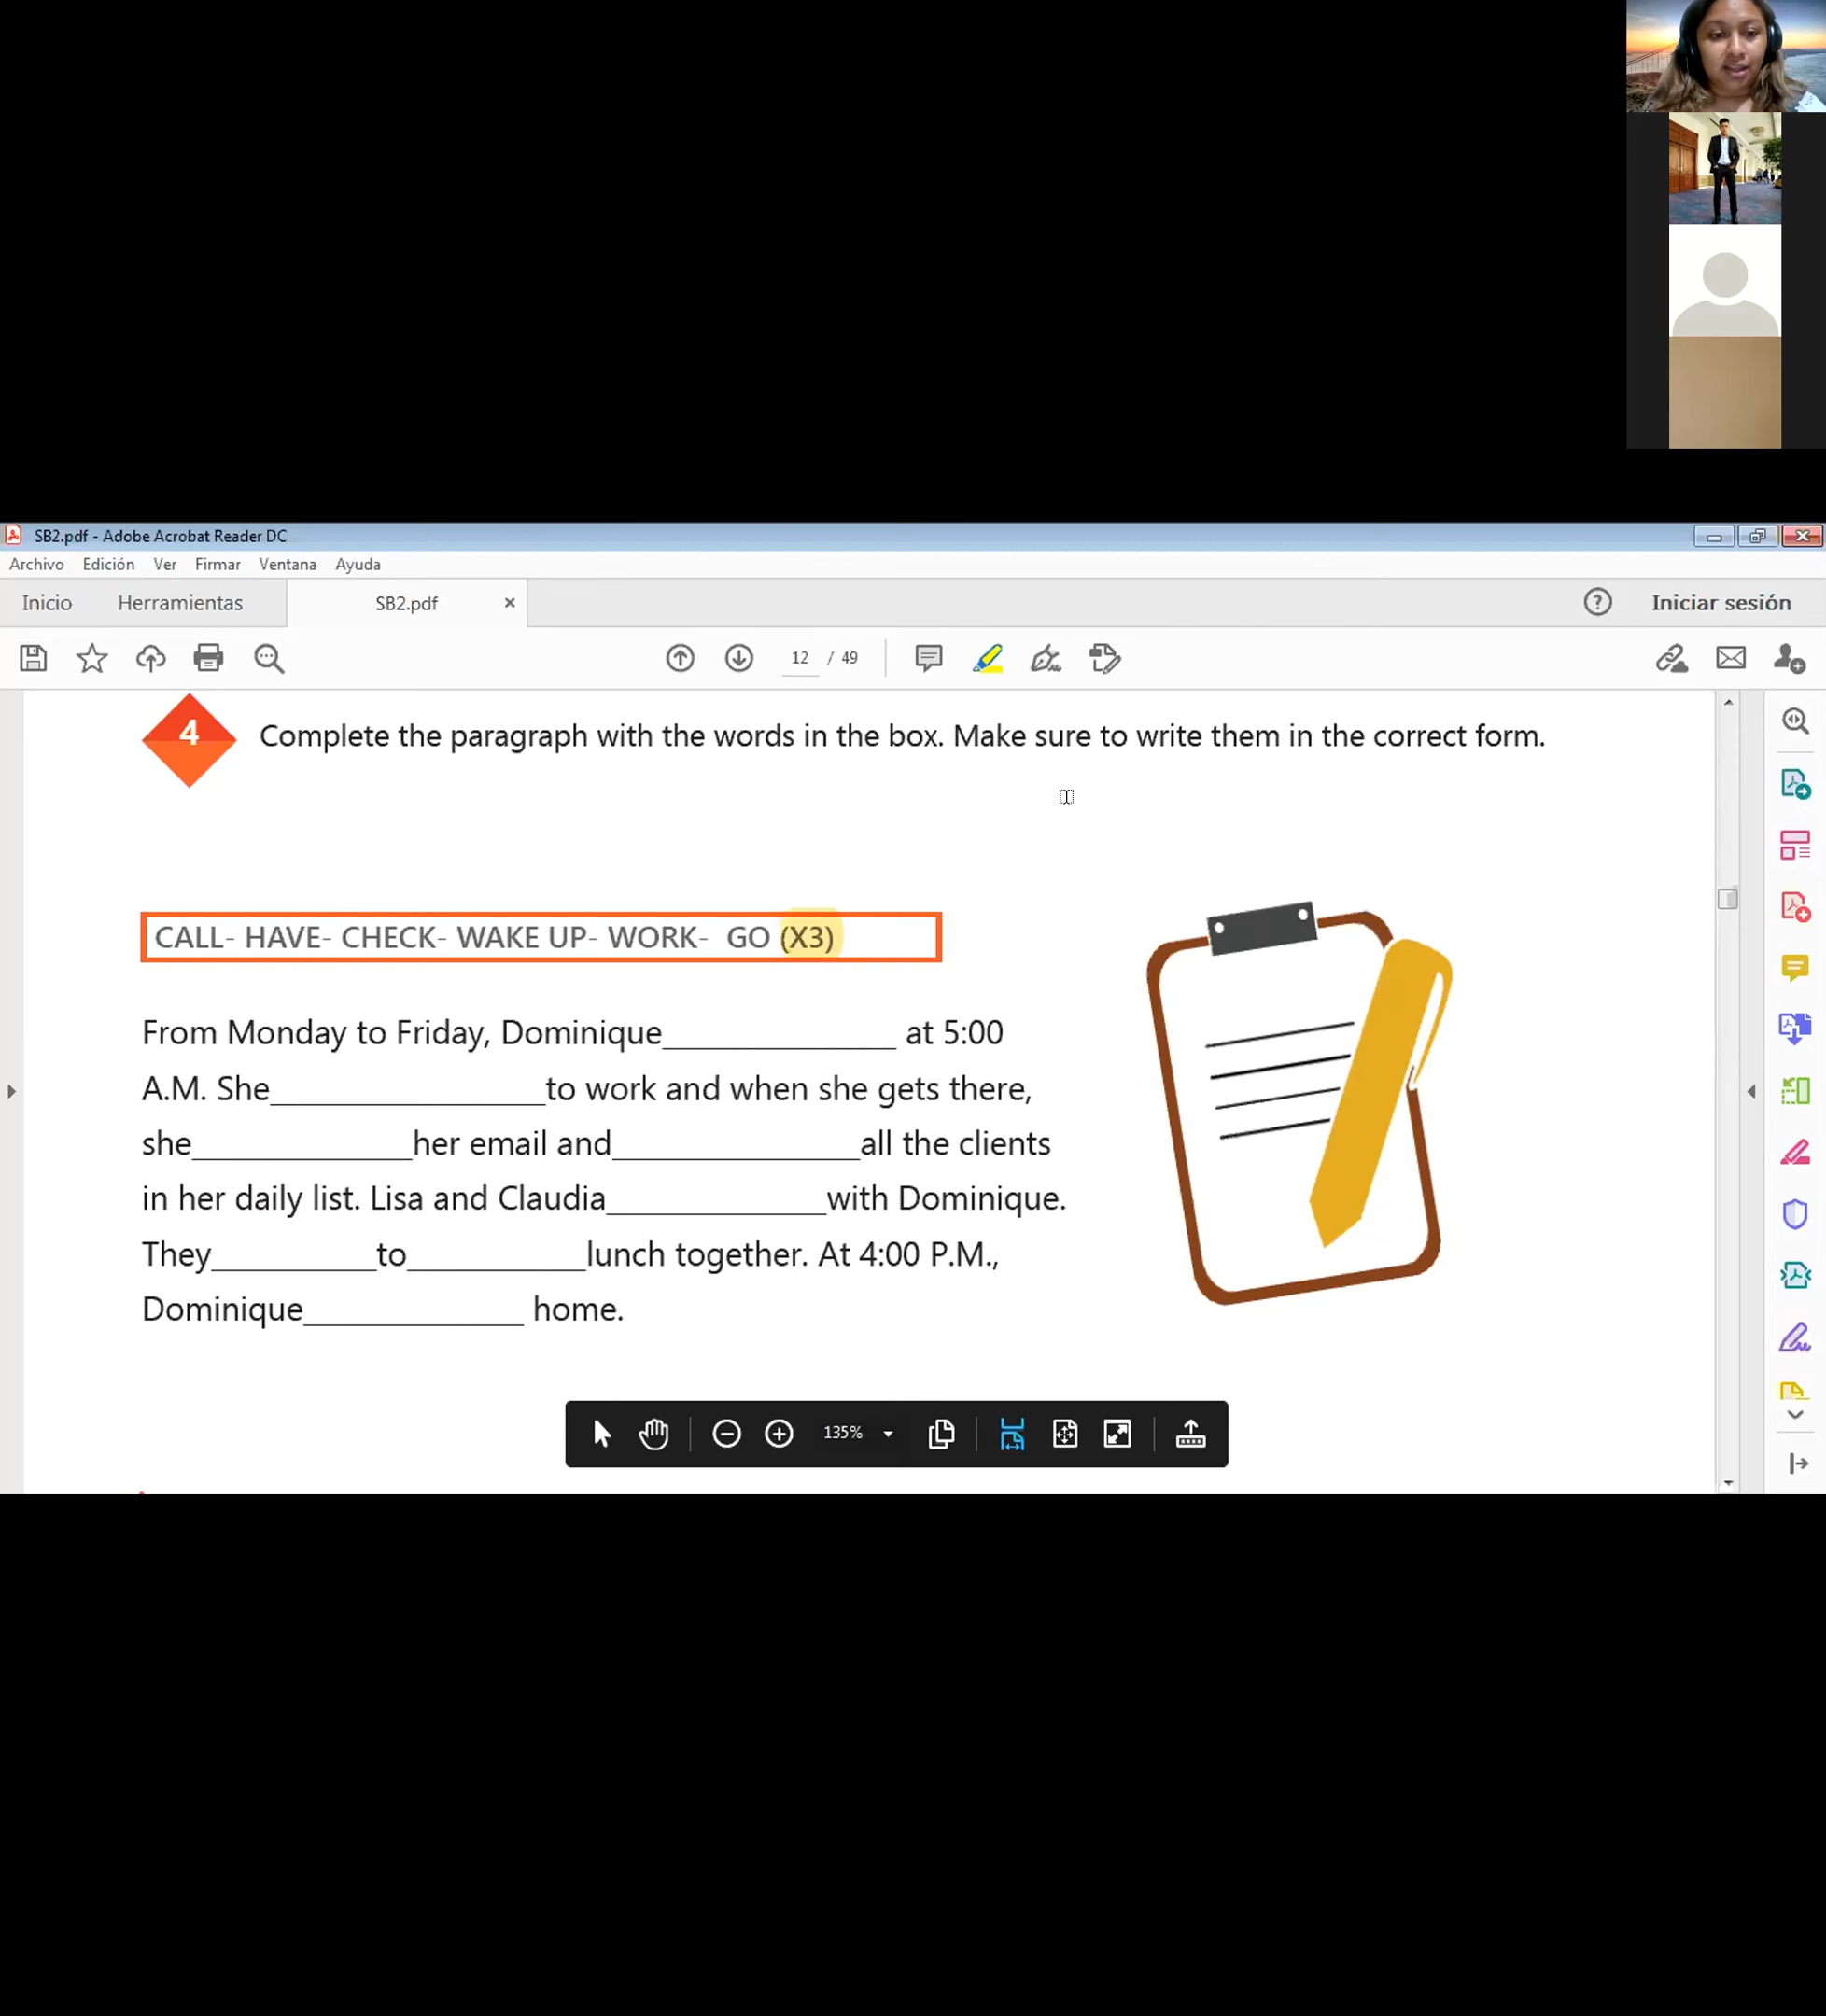 SB2.pdf - Adobe Acrobat Reader DC
Archivo Edición Ver Firmar Ventana Ayuda
Inicio Herramientas SB2.pdf × ? Iniciar sesión
12 / 49
4 Complete the paragraph with the words in the box. Make sure to write them in the correct form.
CALL- HAVE- CHECK- WAKE UP- WORK- GO (X3)
From Monday to Friday, Dominique______________ at 5:00
A.M. She________________to work and when she gets there,
she_____________her email and_______________all the clients
in her daily list. Lisa and Claudia_____________with Dominique.
They__________to___________lunch together. At 4:00 P.M.,
Dominique_____________ home.
135%